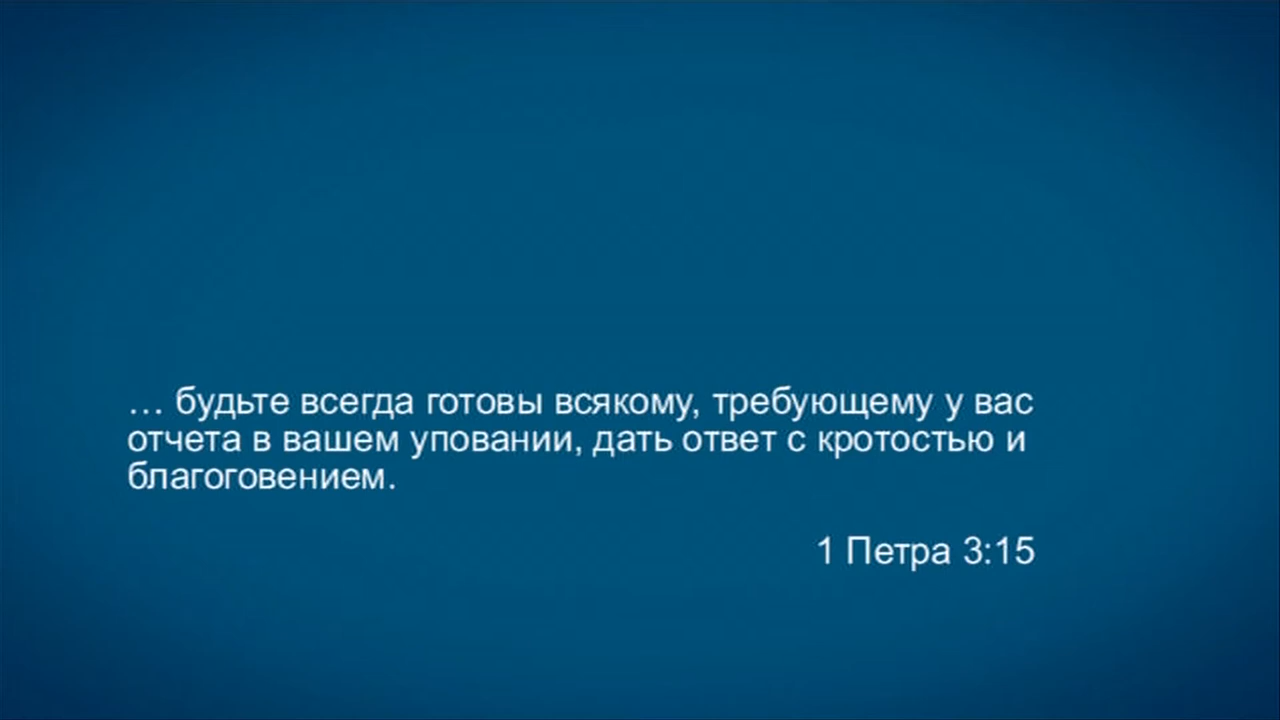 … будьте всегда готовы всякому, требующему у вас
отчета в вашем уповании, дать ответ с кротостью и
благоговением.
1 Петра 3:15